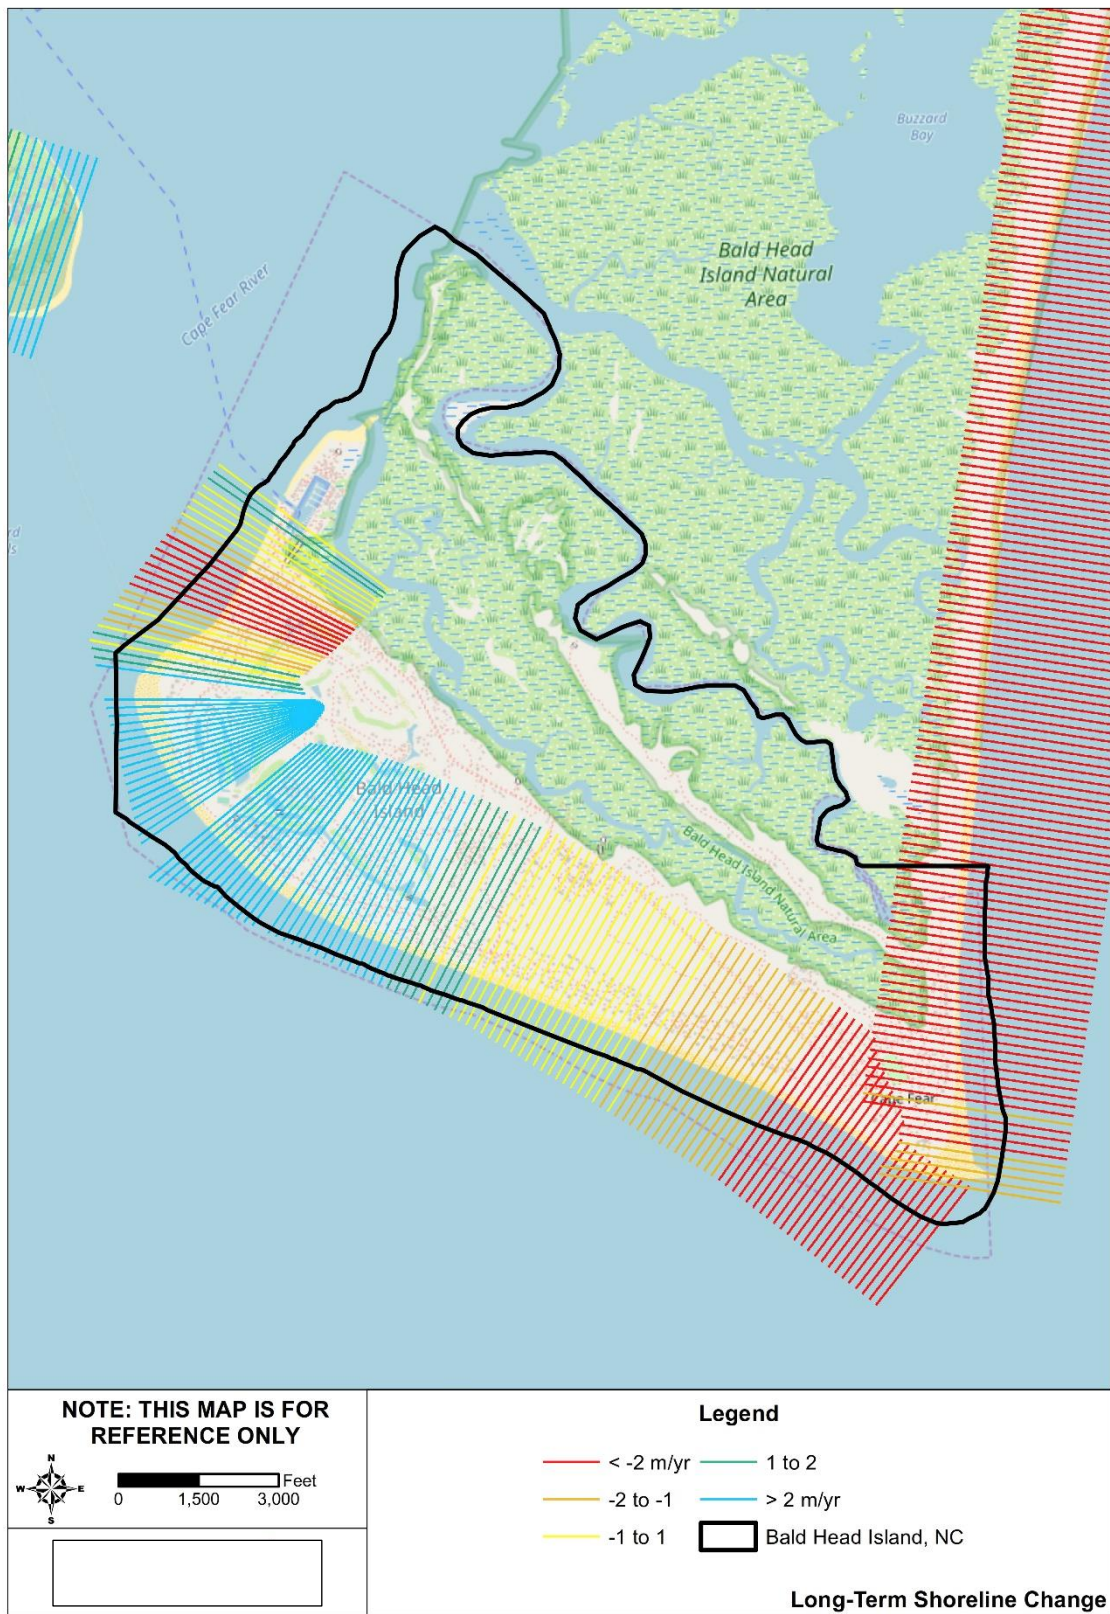 Buzzard
Bay
Bald Head
Island Natural
Area
Cape Fear River
Bald Head
Island
Bald Head Island Natural Area
Cape Fear
NOTE: THIS MAP IS FOR
REFERENCE ONLY
N
W E
S
Feet
0 1,500 3,000
Legend
< -2 m/yr 1 to 2
-2 to -1 > 2 m/yr
-1 to 1 Bald Head Island, NC
Long-Term Shoreline Change